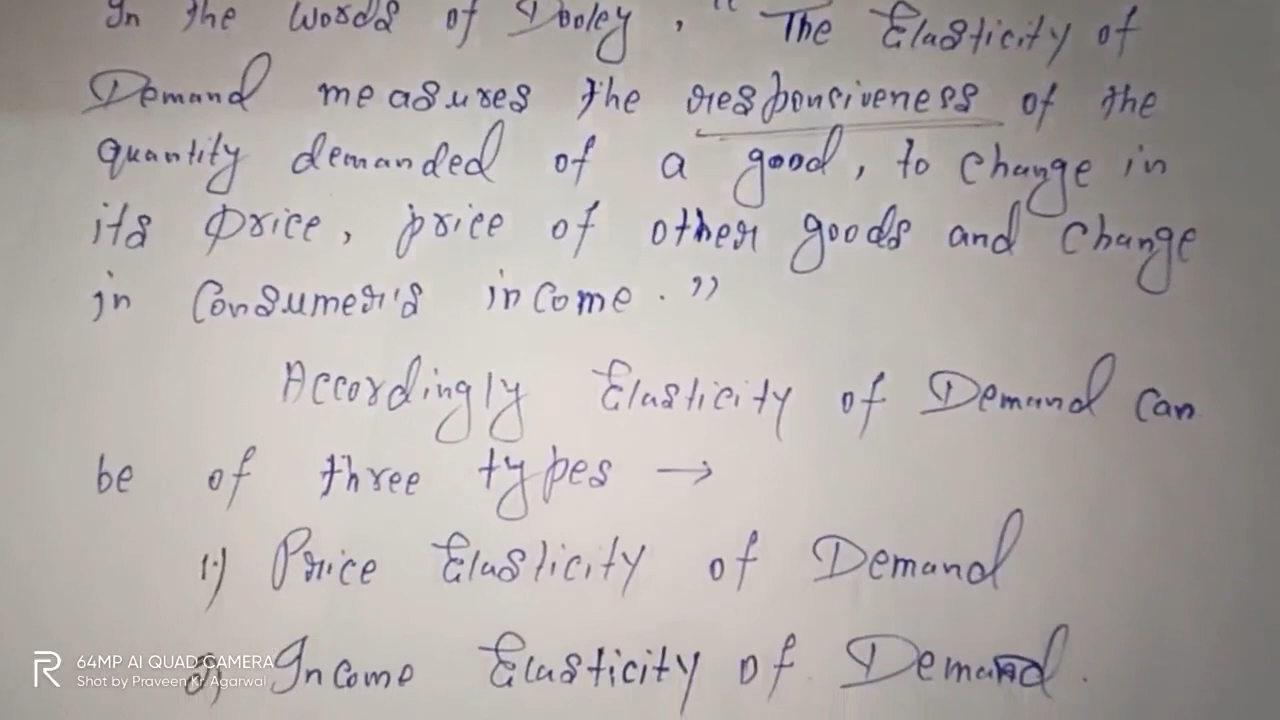 In the words of Dooley, "The Elasticity of
Demand measures the responsiveness of the
quantity demanded of a good, to change in
its price, price of other goods and change
in Consumer's income."
Accordingly Elasticity of Demand can
be of three types →
1.) Price Elasticity of Demand
2) Income Elasticity of Demand.
64MP AI QUAD CAMERA
Shot by Praveen Kr. Agarwal